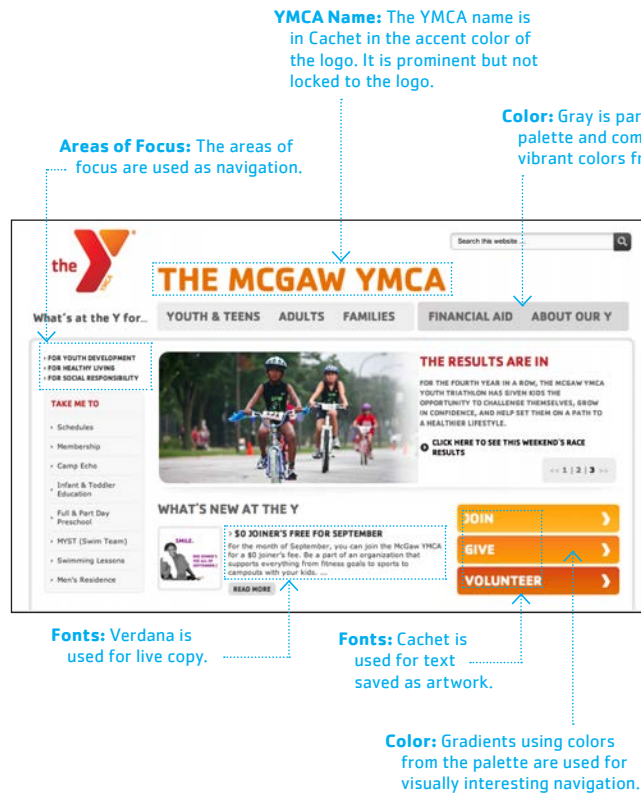 YMCA Name: The YMCA name is
in Cachet in the accent color of
the logo. It is prominent but not
locked to the logo.
Color: Gray is par
palette and com
vibrant colors fr
Areas of Focus: The areas of
focus are used as navigation.
the
YMCA
THE MCGAW YMCA
Search this website ...
What's at the Y for...
YOUTH & TEENS ADULTS FAMILIES FINANCIAL AID ABOUT OUR Y
› FOR YOUTH DEVELOPMENT
› FOR HEALTHY LIVING
› FOR SOCIAL RESPONSIBILITY
TAKE ME TO
› Schedules
› Membership
› Camp Echo
› Infant & Toddler
Education
› Full & Part Day
Preschool
› MYST (Swim Team)
› Swimming Lessons
› Men's Residence
THE RESULTS ARE IN
FOR THE FOURTH YEAR IN A ROW, THE MCGAW YMCA
YOUTH TRIATHLON HAS GIVEN KIDS THE
OPPORTUNITY TO CHALLENGE THEMSELVES, GROW
IN CONFIDENCE, AND HELP SET THEM ON A PATH TO
A HEALTHIER LIFESTYLE.
CLICK HERE TO SEE THIS WEEKEND'S RACE
RESULTS
<< 1 | 2 | 3 >>
WHAT'S NEW AT THE Y
SMILE.
› $0 JOINER'S FREE FOR SEPTEMBER
For the month of September, you can join the McGaw YMCA
for a $0 joiner's fee. Be a part of an organization that
supports everything from fitness goals to sports to
campouts with your kids. ...
READ MORE
JOIN
GIVE
VOLUNTEER
Fonts: Verdana is
used for live copy.
Fonts: Cachet is
used for text
saved as artwork.
Color: Gradients using colors
from the palette are used for
visually interesting navigation.